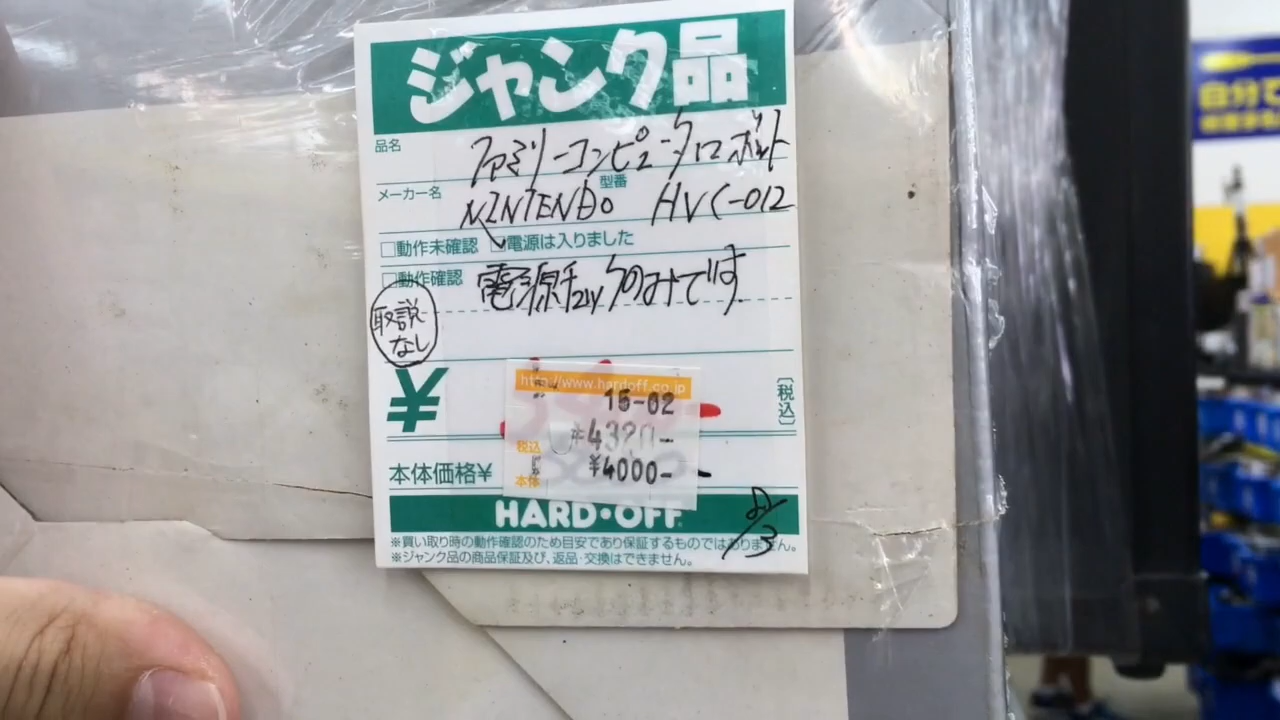 ジャンク品
品名 ファミリーコンピュータロボット
メーカー名 NINTENDO 型番 HVC-012
□動作未確認 □電源は入りました
□動作確認 電源チェックのみです.
取説
なし
¥ 〔税込〕
http://www.hardoff.co.jp
15-02
税込 ¥4320-
本体価格¥
本体 ¥4000-
HARD・OFF
※買い取り時の動作確認のため目安であり保証するものではありません。
※ジャンク品の商品保証及び、返品・交換はできません。
自分で